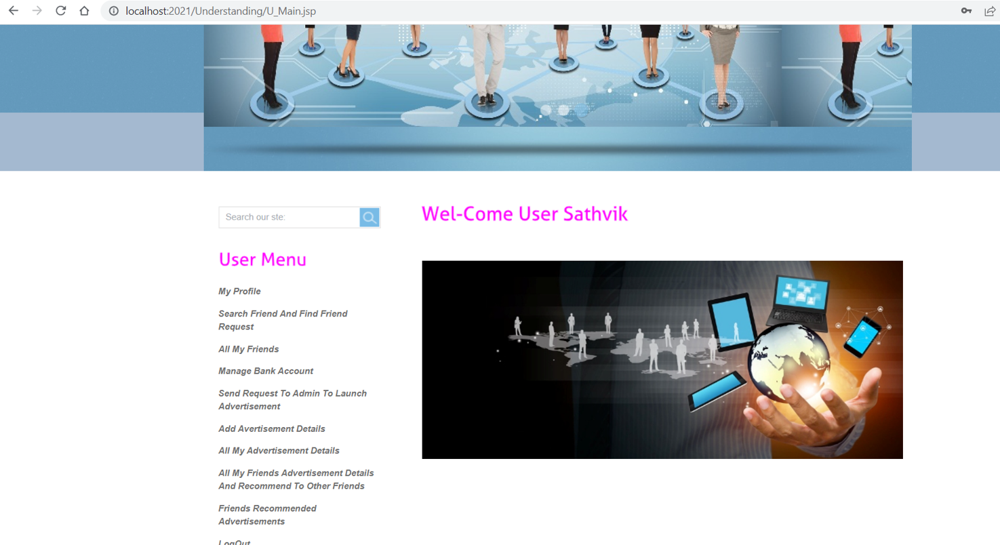 localhost:2021/Understanding/U_Main.jsp
Search our ste:
Wel-Come User Sathvik
User Menu
My Profile
Search Friend And Find Friend
Request
All My Friends
Manage Bank Account
Send Request To Admin To Launch
Advertisement
Add Avertisement Details
All My Advertisement Details
All My Friends Advertisement Details
And Recommend To Other Friends
Friends Recommended
Advertisements
LogOut